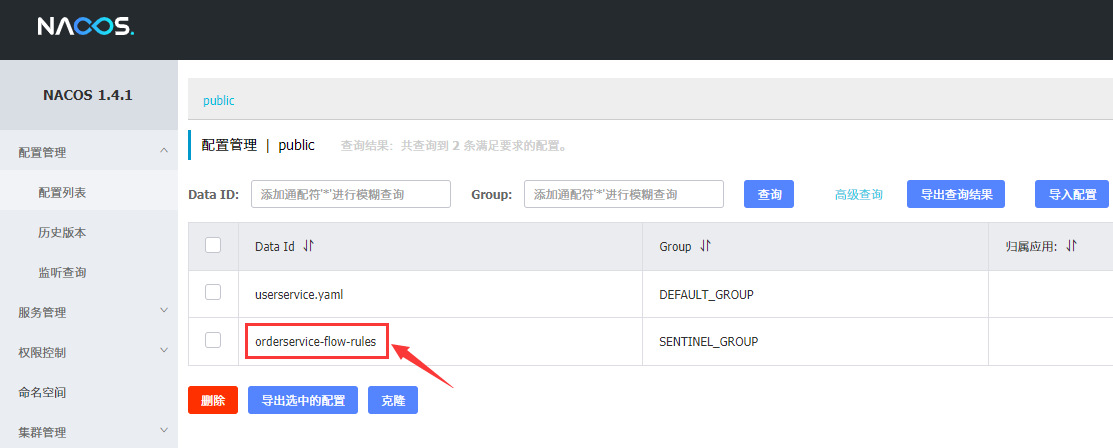 NACOS.
NACOS 1.4.1
配置管理
配置列表
历史版本
监听查询
服务管理
权限控制
命名空间
集群管理
public
配置管理 | public 查询结果：共查询到 2 条满足要求的配置。
Data ID: 添加通配符'*'进行模糊查询 Group: 添加通配符'*'进行模糊查询 查询 高级查询 导出查询结果 导入配置
Data Id Group 归属应用:
userservice.yaml DEFAULT_GROUP
orderservice-flow-rules SENTINEL_GROUP
删除 导出选中的配置 克隆